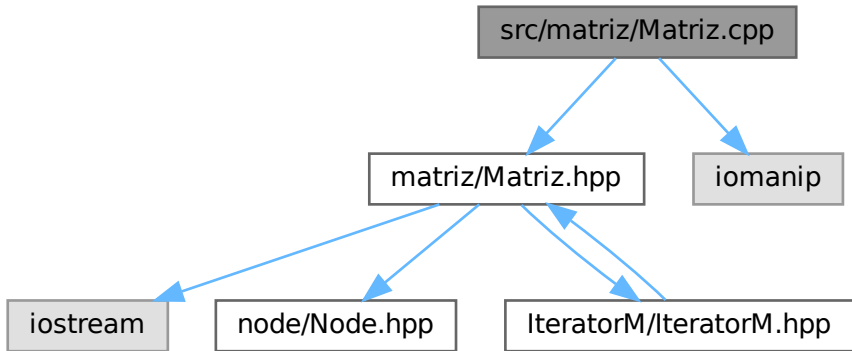 src/matriz/Matriz.cpp
matriz/Matriz.hpp
iomanip
iostream
node/Node.hpp
IteratorM/IteratorM.hpp